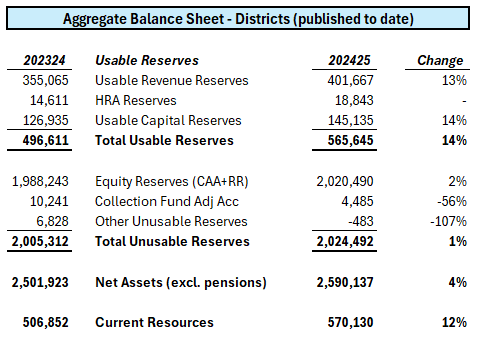 Aggregate Balance Sheet - Districts (published to date)
202324 Usable Reserves 202425 Change
355,065 Usable Revenue Reserves 401,667 13%
14,611 HRA Reserves 18,843 -
126,935 Usable Capital Reserves 145,135 14%
496,611 Total Usable Reserves 565,645 14%
1,988,243 Equity Reserves (CAA+RR) 2,020,490 2%
10,241 Collection Fund Adj Acc 4,485 -56%
6,828 Other Unusable Reserves -483 -107%
2,005,312 Total Unusable Reserves 2,024,492 1%
2,501,923 Net Assets (excl. pensions) 2,590,137 4%
506,852 Current Resources 570,130 12%